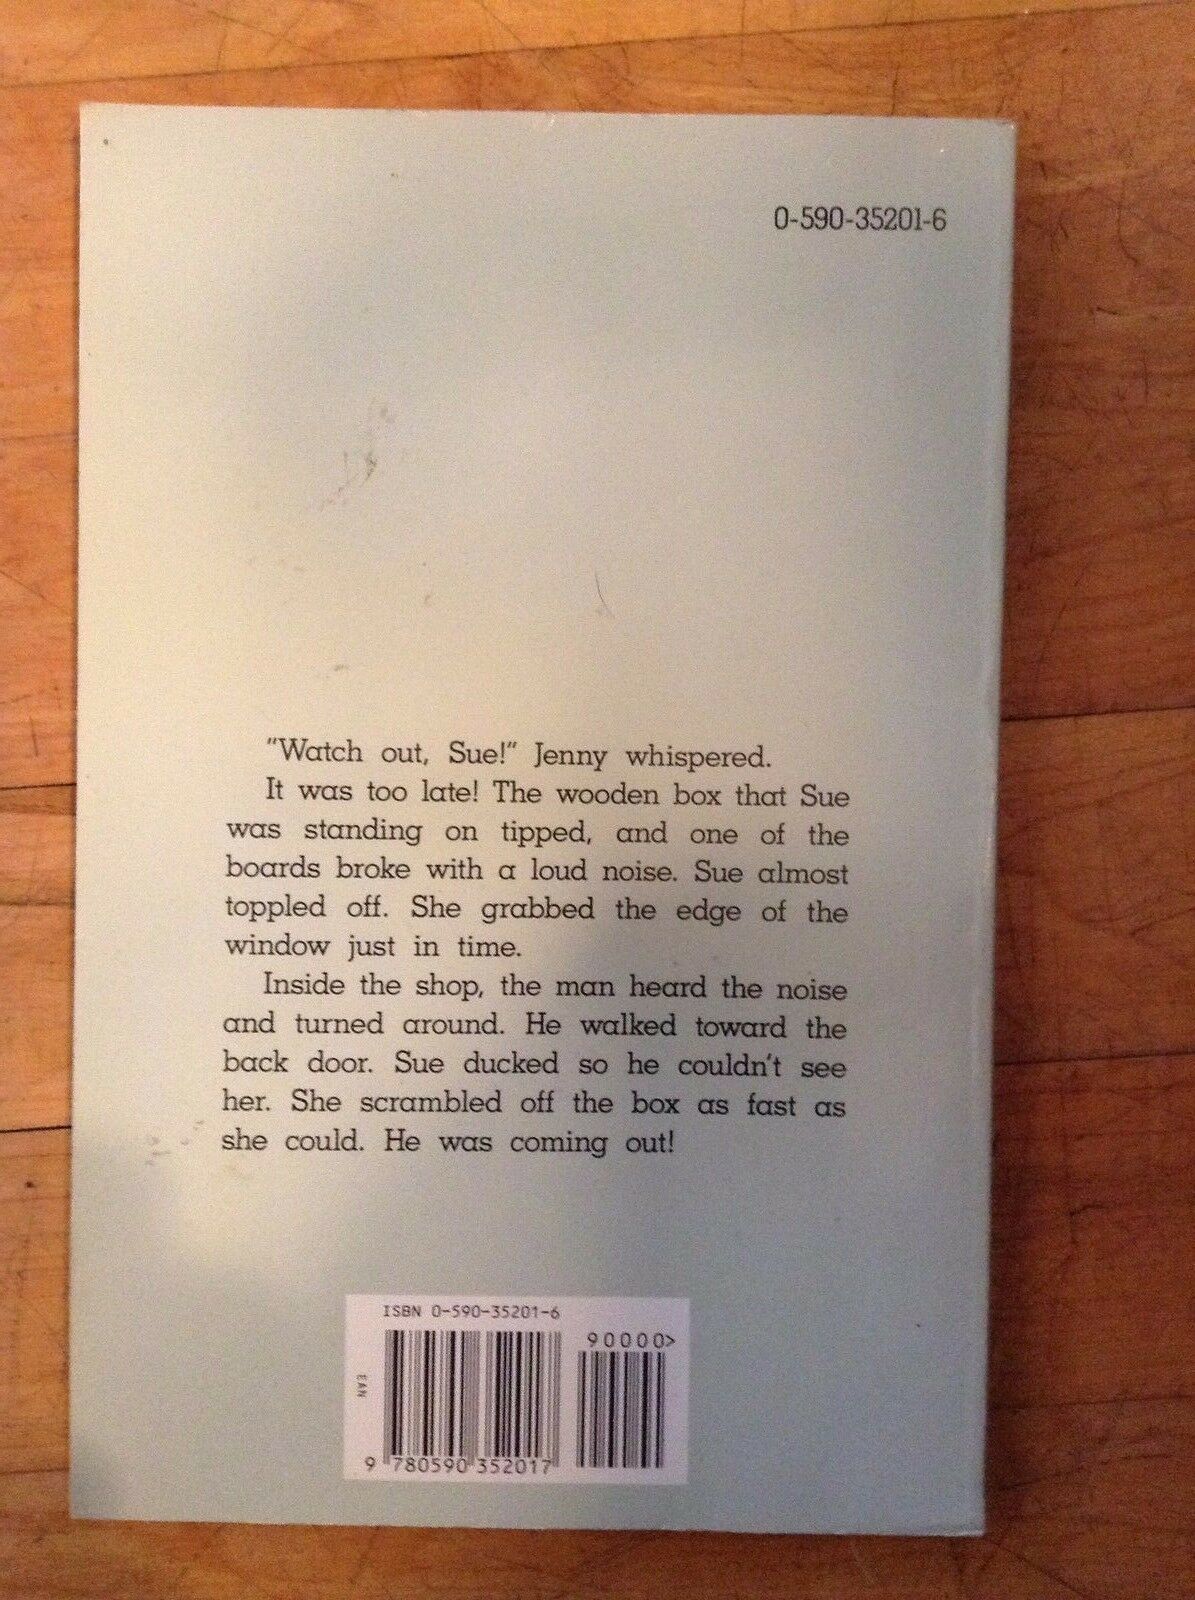 0-590-35201-6
"Watch out, Sue!" Jenny whispered.
It was too late! The wooden box that Sue
was standing on tipped, and one of the
boards broke with a loud noise. Sue almost
toppled off. She grabbed the edge of the
window just in time.
Inside the shop, the man heard the noise
and turned around. He walked toward the
back door. Sue ducked so he couldn't see
her. She scrambled off the box as fast as
she could. He was coming out!
ISBN 0-590-35201-6
90000>
EAN
9 780590 352017